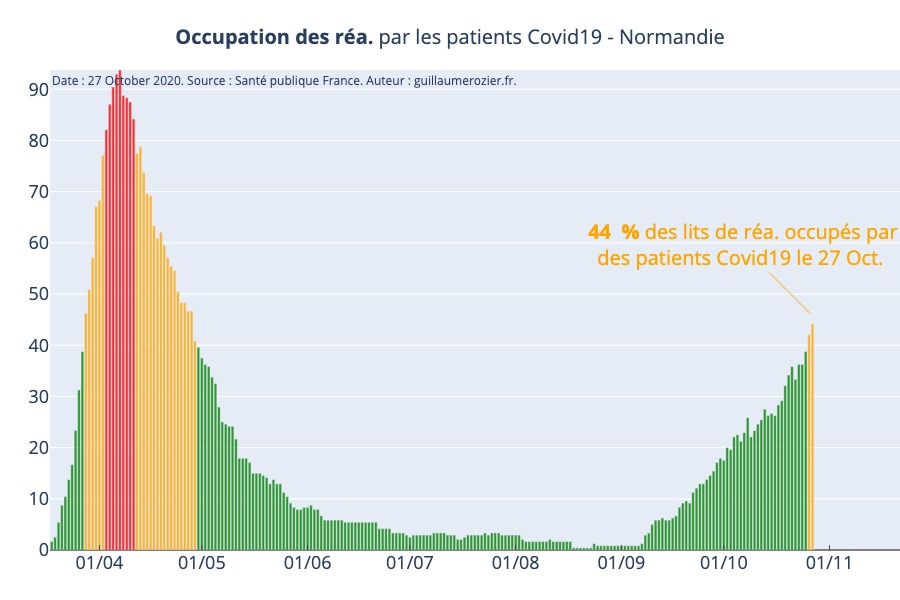 Occupation des réa. par les patients Covid19 - Normandie
Date : 27 October 2020. Source : Santé publique France. Auteur : guillaumerozier.fr.
90
80
70
60
50
40
30
20
10
0
44 % des lits de réa. occupés par
des patients Covid19 le 27 Oct.
01/04 01/05 01/06 01/07 01/08 01/09 01/10 01/11